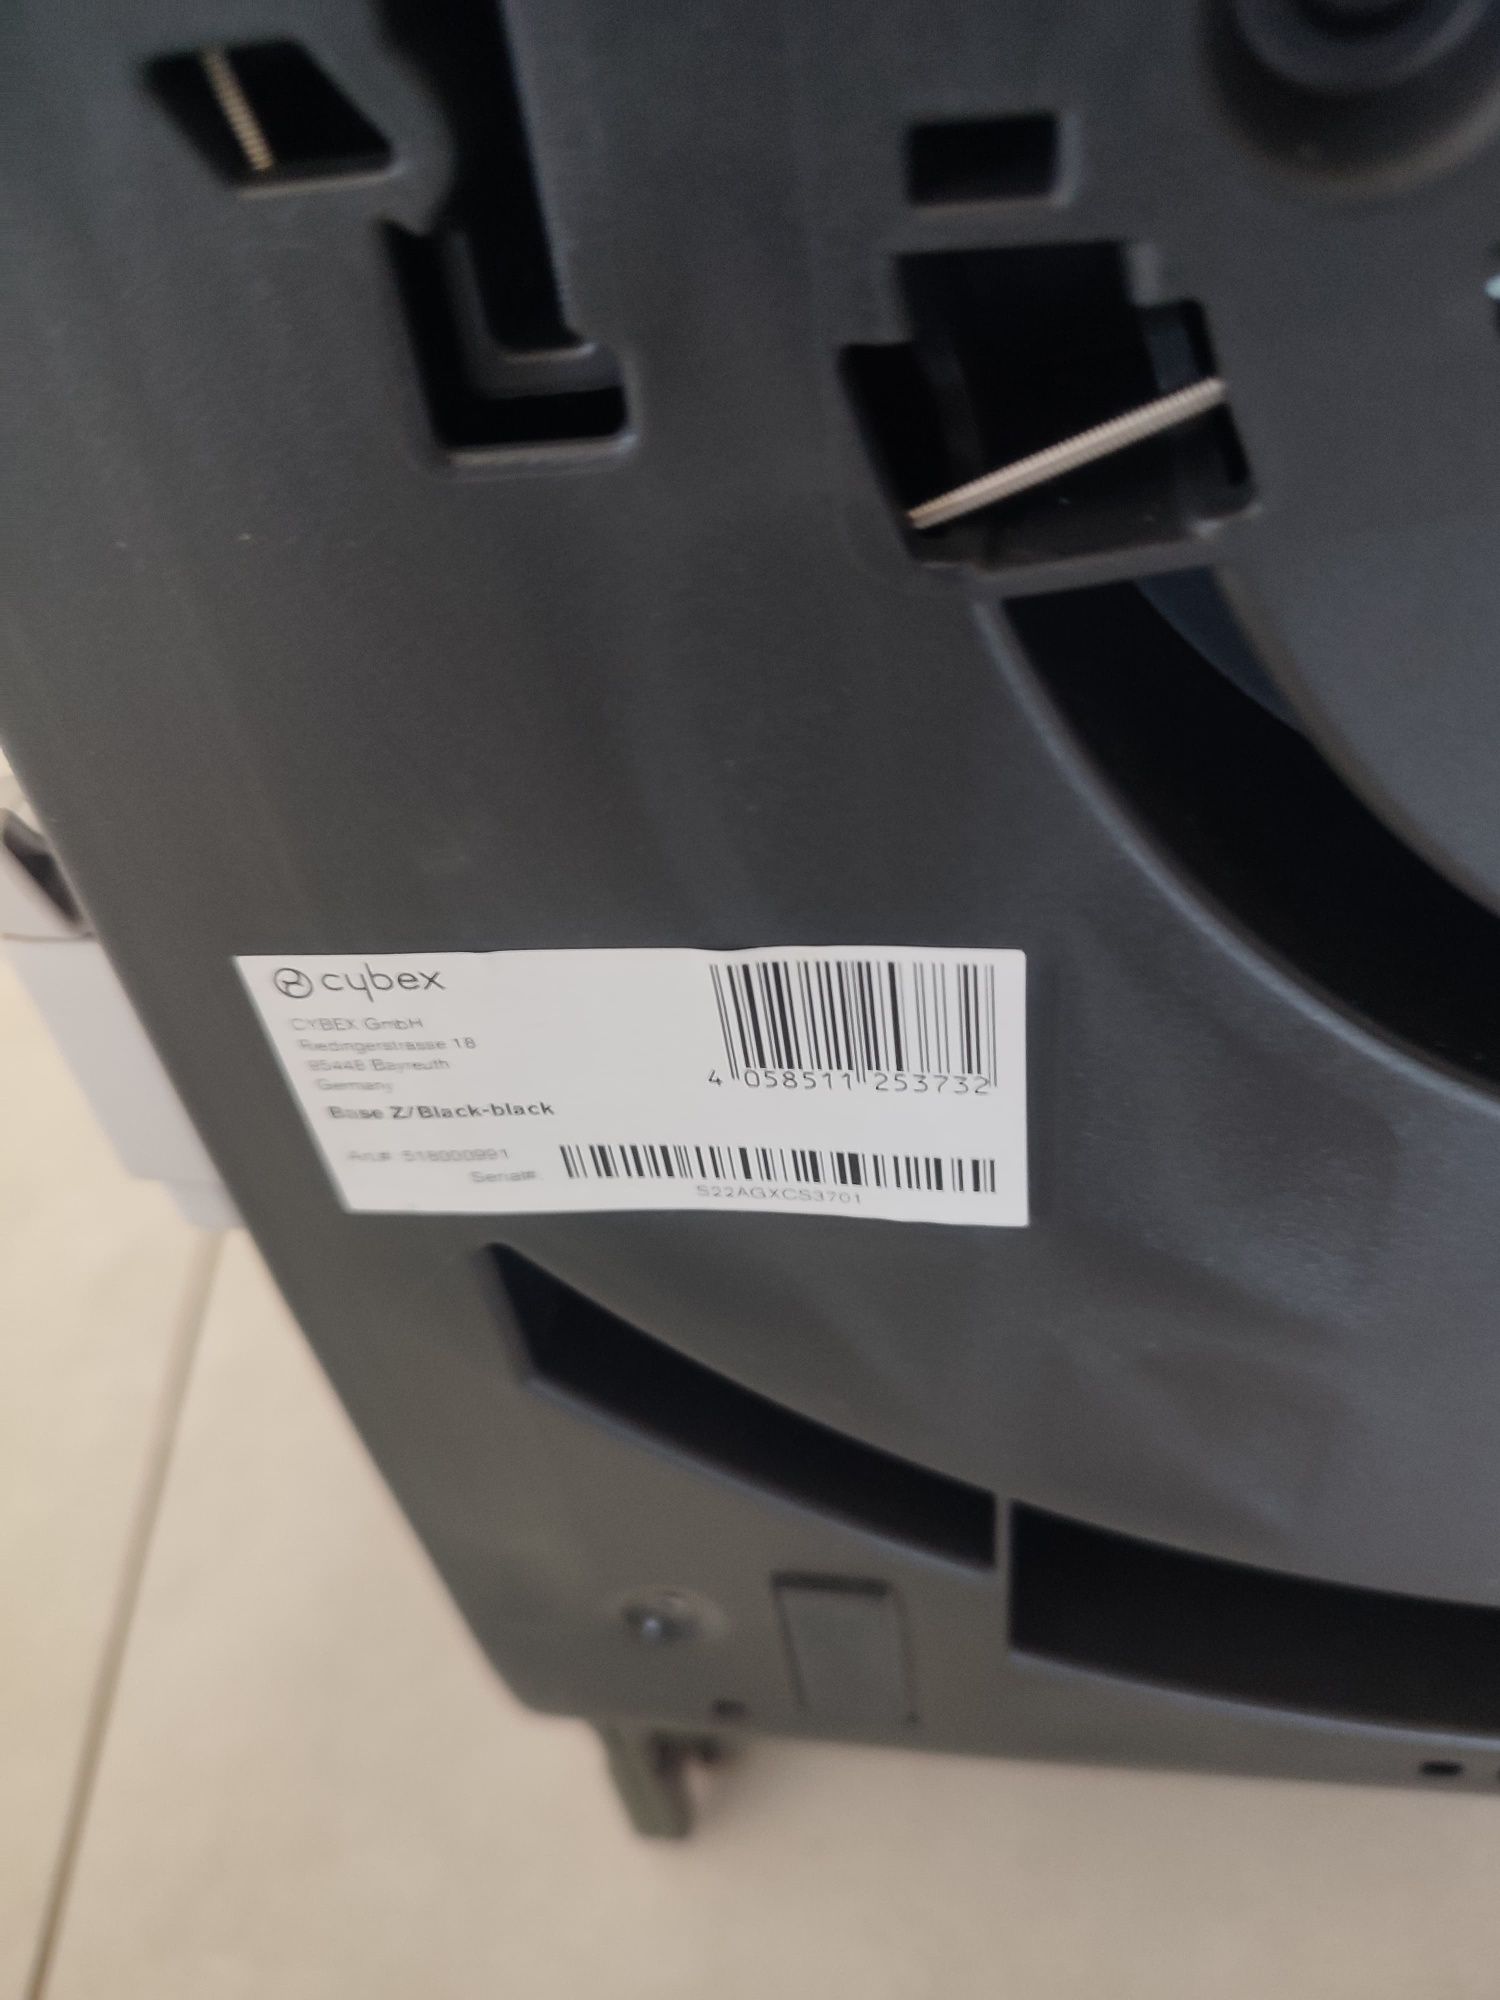 cybex
CYBEX GmbH
Riedingerstrasse 18
95448 Bayreuth
Germany
Base Z/Black-black
Art#: 518000991
Serial#:
4 058511 253732
S22AGXCS3701